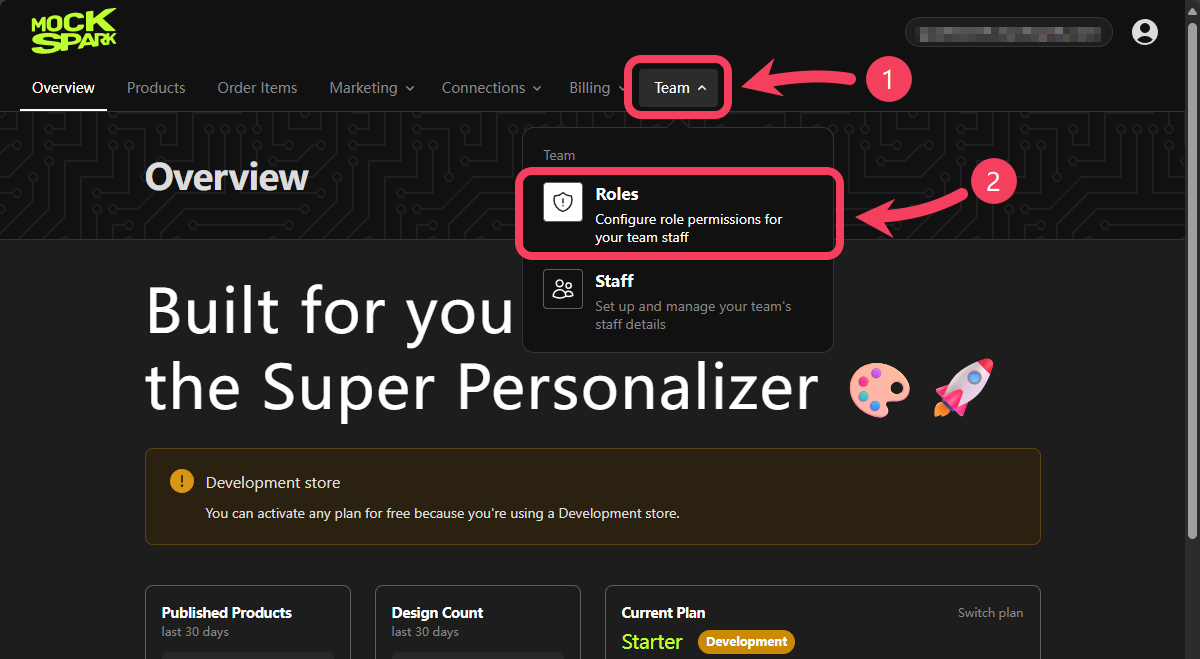 MOCK
SPARK
Overview
Products
Order Items
Marketing
Connections
Billing
Team
1
Team
Roles
Configure role permissions for
your team staff
2
Staff
Set up and manage your team's
staff details
Overview
Built for you
the Super Personalizer
Development store
You can activate any plan for free because you're using a Development store.
Published Products
last 30 days
Design Count
last 30 days
Current Plan
Switch plan
Starter
Development